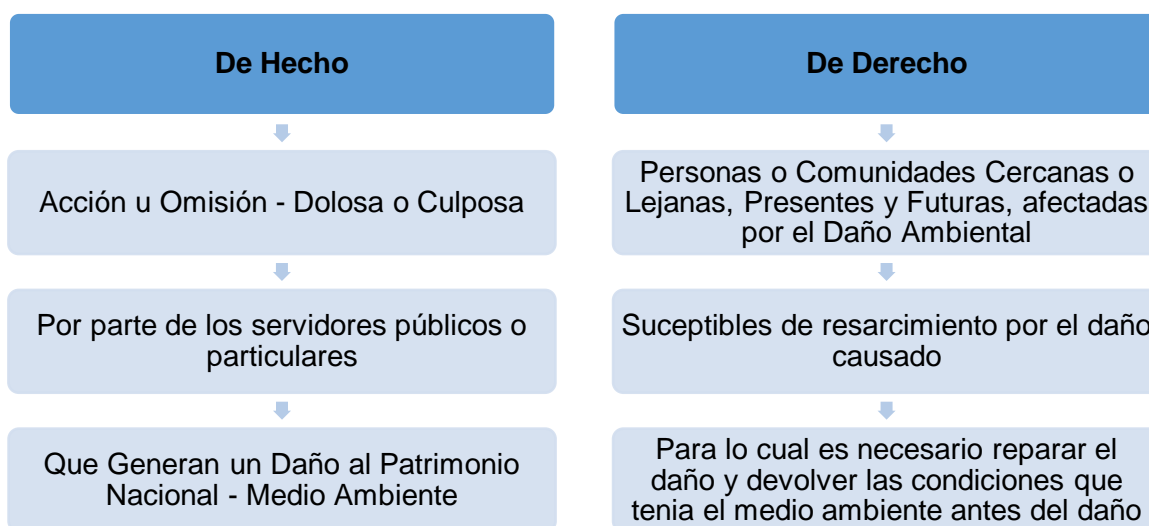 De Hecho
Acción u Omisión - Dolosa o Culposa
Por parte de los servidores públicos o
particulares
Que Generan un Daño al Patrimonio
Nacional - Medio Ambiente
De Derecho
Personas o Comunidades Cercanas o
Lejanas, Presentes y Futuras, afectadas
por el Daño Ambiental
Suceptibles de resarcimiento por el daño
causado
Para lo cual es necesario reparar el
daño y devolver las condiciones que
tenia el medio ambiente antes del daño